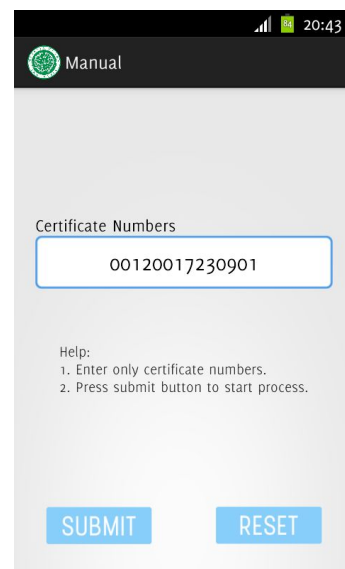 84 20:43
Manual
Certificate Numbers
00120017230901
Help:
1. Enter only certificate numbers.
2. Press submit button to start process.
SUBMIT RESET